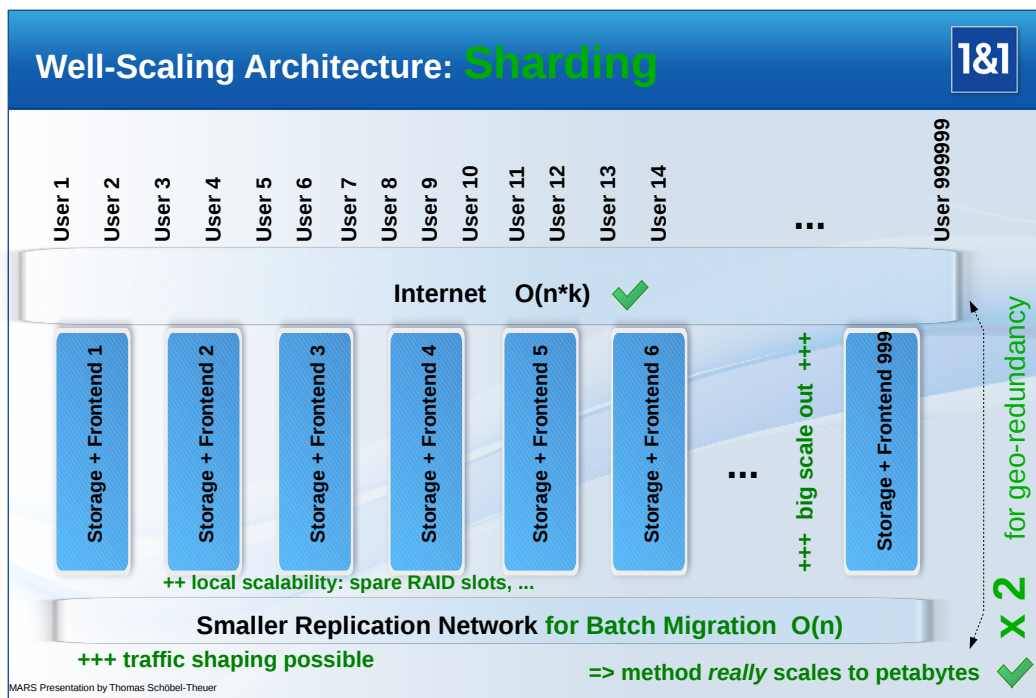 Well-Scaling Architecture: Sharding
1&1
User 1
User 2
User 3
User 4
User 5
User 6
User 7
User 8
User 9
User 10
User 11
User 12
User 13
User 14
...
User 999999
Internet O(n*k)
Storage + Frontend 1
Storage + Frontend 2
Storage + Frontend 3
Storage + Frontend 4
Storage + Frontend 5
Storage + Frontend 6
...
+++ big scale out +++
Storage + Frontend 999
x 2 for geo-redundancy
++ local scalability: spare RAID slots, ...
Smaller Replication Network for Batch Migration O(n)
+++ traffic shaping possible
=> method really scales to petabytes
MARS Presentation by Thomas Schöbel-Theuer